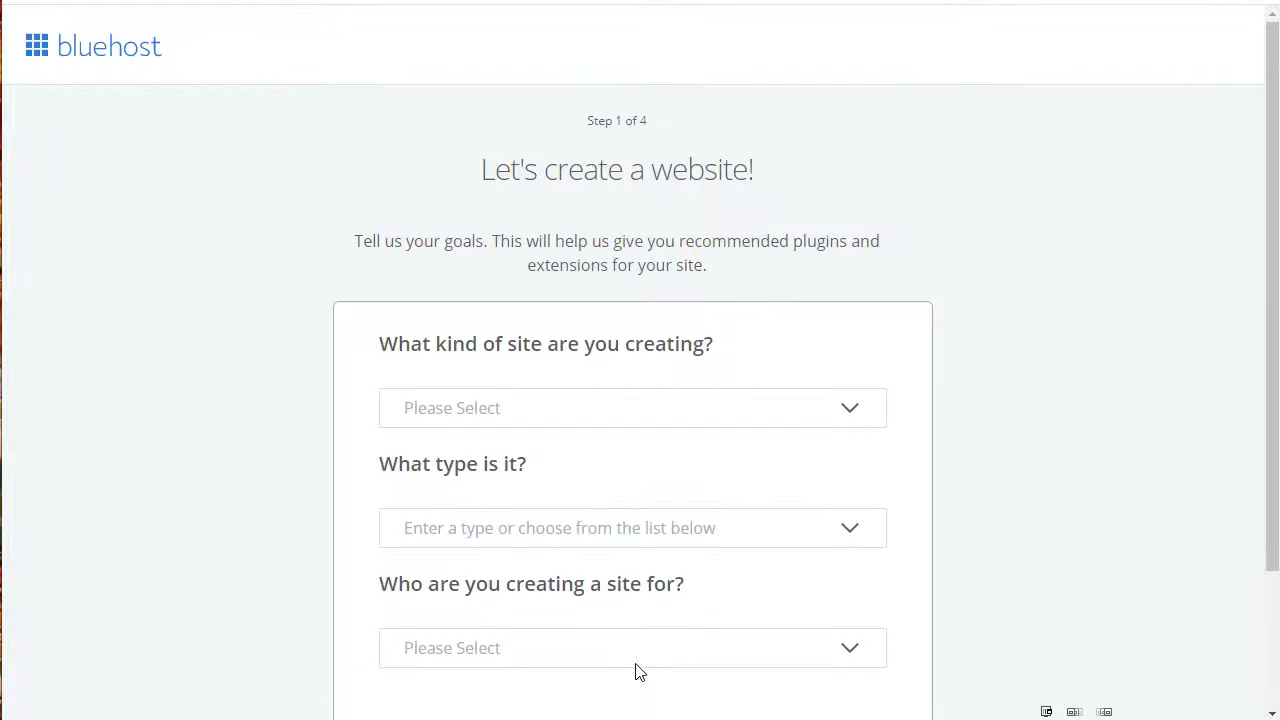 bluehost
Step 1 of 4
Let's create a website!
Tell us your goals. This will help us give you recommended plugins and
extensions for your site.
What kind of site are you creating?
Please Select
What type is it?
Enter a type or choose from the list below
Who are you creating a site for?
Please Select